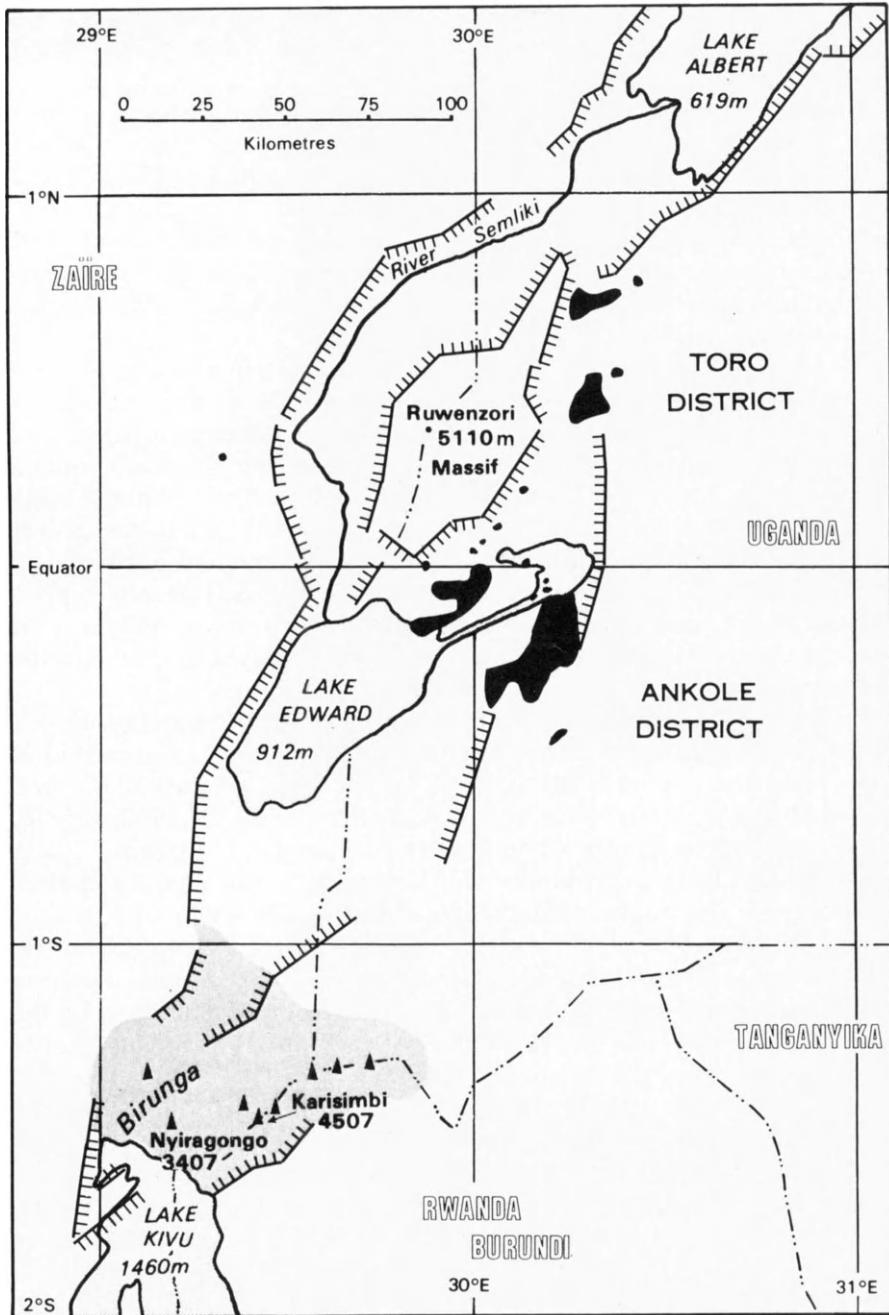 29°E
30°E
31°E
LAKE
ALBERT
619m
0 25 50 75 100
Kilometres
1°N
River Semliki
ZAÏRE
TORO
DISTRICT
Ruwenzori
5110m
Massif
UGANDA
Equator
LAKE
EDWARD
912m
ANKOLE
DISTRICT
1°S
TANGANYIKA
Birunga
Karisimbi
4507
Nyiragongo
3407
RWANDA
BURUNDI
LAKE
KIVU
1460m
2°S
30°E
31°E